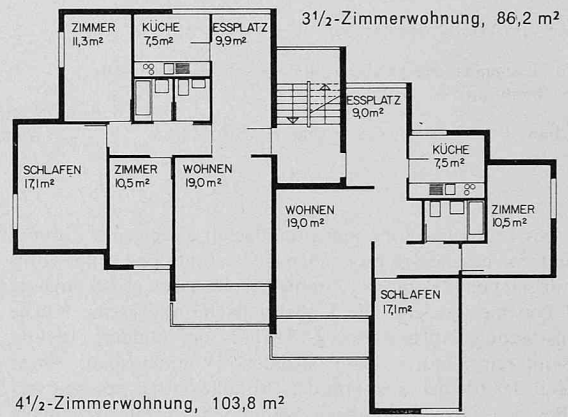 3½-Zimmerwohnung, 86,2 m²
ZIMMER
11,3 m²
KÜCHE
7,5 m²
ESSPLATZ
9,9 m²
ESSPLATZ
9,0 m²
KÜCHE
7,5 m²
SCHLAFEN
17,1 m²
ZIMMER
10,5 m²
WOHNEN
19,0 m²
WOHNEN
19,0 m²
ZIMMER
10,5 m²
SCHLAFEN
17,1 m²
4½-Zimmerwohnung, 103,8 m²